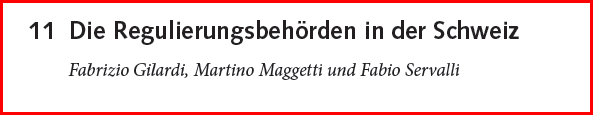 11 Die Regulierungsbehörden in der Schweiz
Fabrizio Gilardi, Martino Maggetti und Fabio Servalli